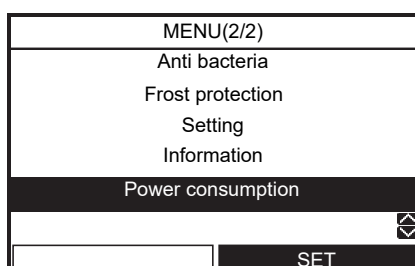 MENU(2/2)
Anti bacteria
Frost protection
Setting
Information
Power consumption
SET